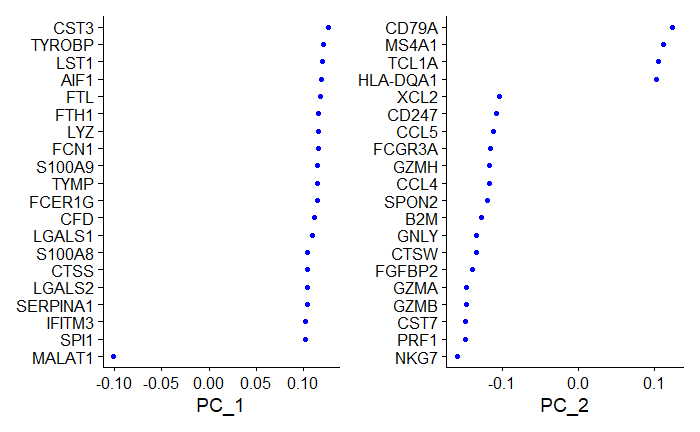 CST3
TYROBP
LST1
AIF1
FTL
FTH1
LYZ
FCN1
S100A9
TYMP
FCER1G
CFD
LGALS1
S100A8
CTSS
LGALS2
SERPINA1
IFITM3
SPI1
MALAT1
-0.10 -0.05 0.00 0.05 0.10
PC_1
CD79A
MS4A1
TCL1A
HLA-DQA1
XCL2
CD247
CCL5
FCGR3A
GZMH
CCL4
SPON2
B2M
GNLY
CTSW
FGFBP2
GZMA
GZMB
CST7
PRF1
NKG7
-0.1 0.0 0.1
PC_2